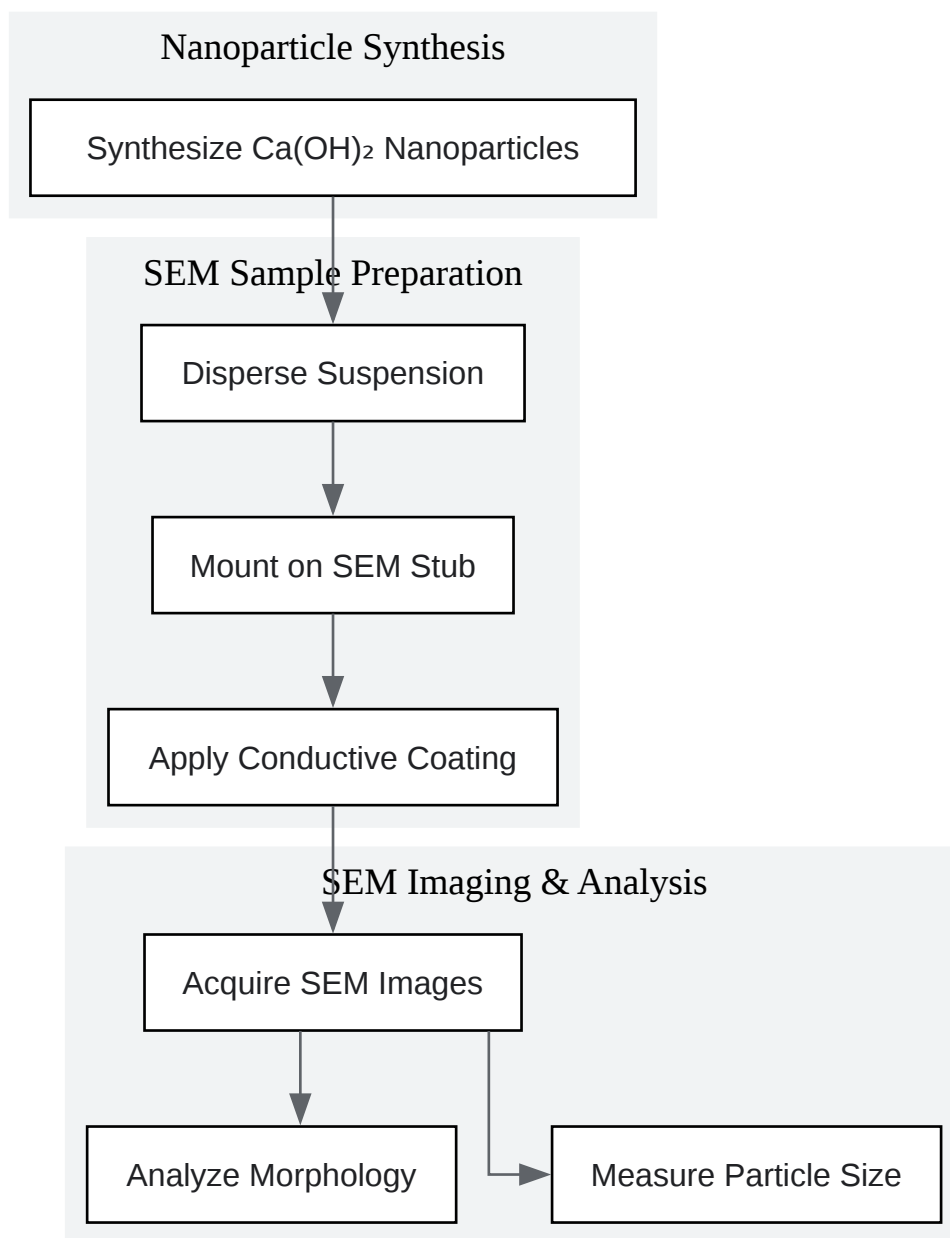 Nanoparticle Synthesis
Synthesize Ca(OH)₂ Nanoparticles
SEM Sample Preparation
Disperse Suspension
Mount on SEM Stub
Apply Conductive Coating
SEM Imaging & Analysis
Acquire SEM Images
Analyze Morphology
Measure Particle Size